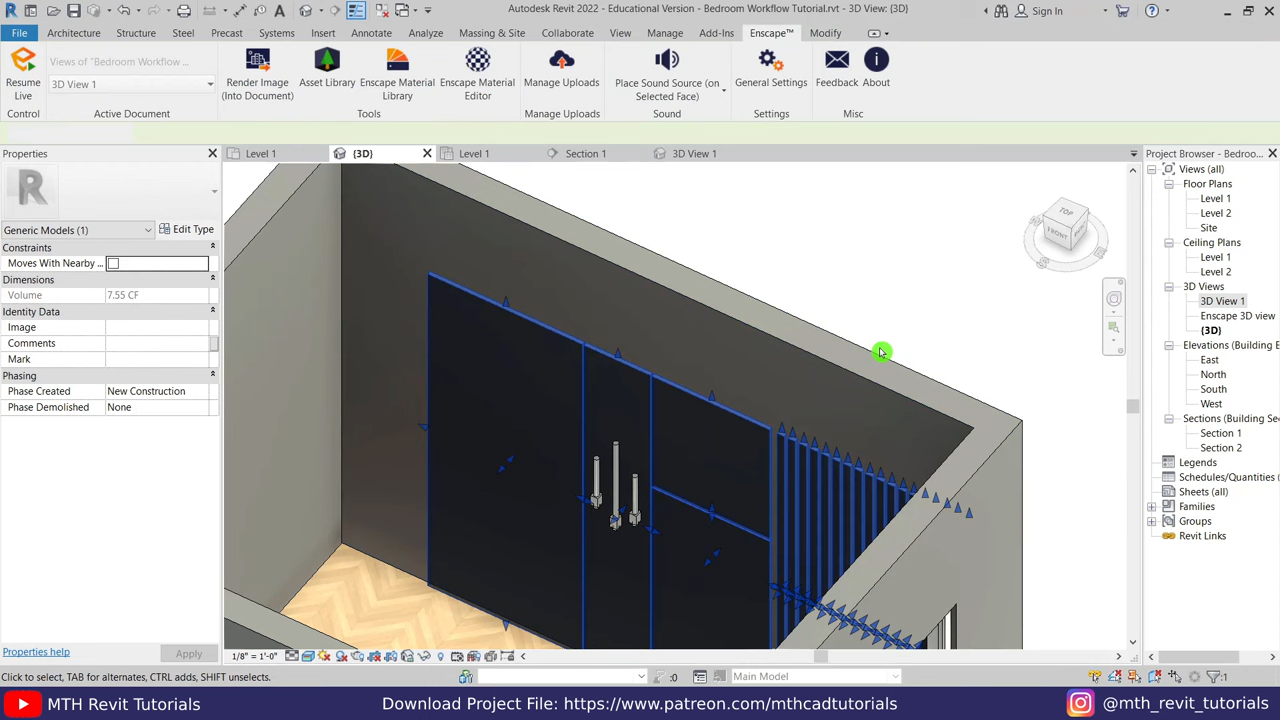 Autodesk Revit 2022 - Educational Version - Bedroom Workflow Tutorial.rvt - 3D View: {3D}
Sign In
File Architecture Structure Steel Precast Systems Insert Annotate Analyze Massing & Site Collaborate View Manage Add-Ins Enscape™ Modify
Views of "Bedroom Workflow ...
3D View 1
Resume Live
Render Image (Into Document)
Asset Library
Enscape Material Library
Enscape Material Editor
Manage Uploads
Place Sound Source (on Selected Face)
General Settings
Feedback
About
Control Active Document Tools Manage Uploads Sound Settings Misc
Properties
Level 1 {3D} Level 1 Section 1 3D View 1
Project Browser - Bedroo...
R
Generic Models (1)
Edit Type
Constraints
Moves With Nearby ...
Dimensions
Volume 7.55 CF
Identity Data
Image
Comments
Mark
Phasing
Phase Created New Construction
Phase Demolished None
Properties help
Apply
TOP
FRONT
Views (all)
Floor Plans
Level 1
Level 2
Site
Ceiling Plans
Level 1
Level 2
3D Views
3D View 1
Enscape 3D view
{3D}
Elevations (Building E
East
North
South
West
Sections (Building Se
Section 1
Section 2
Legends
Schedules/Quantities (
Sheets (all)
Families
Groups
Revit Links
1/8" = 1'-0"
Click to select, TAB for alternates, CTRL adds, SHIFT unselects.
:0
Main Model
:1
MTH Revit Tutorials
Download Project File: https://www.patreon.com/mthcadtutorials
@mth_revit_tutorials